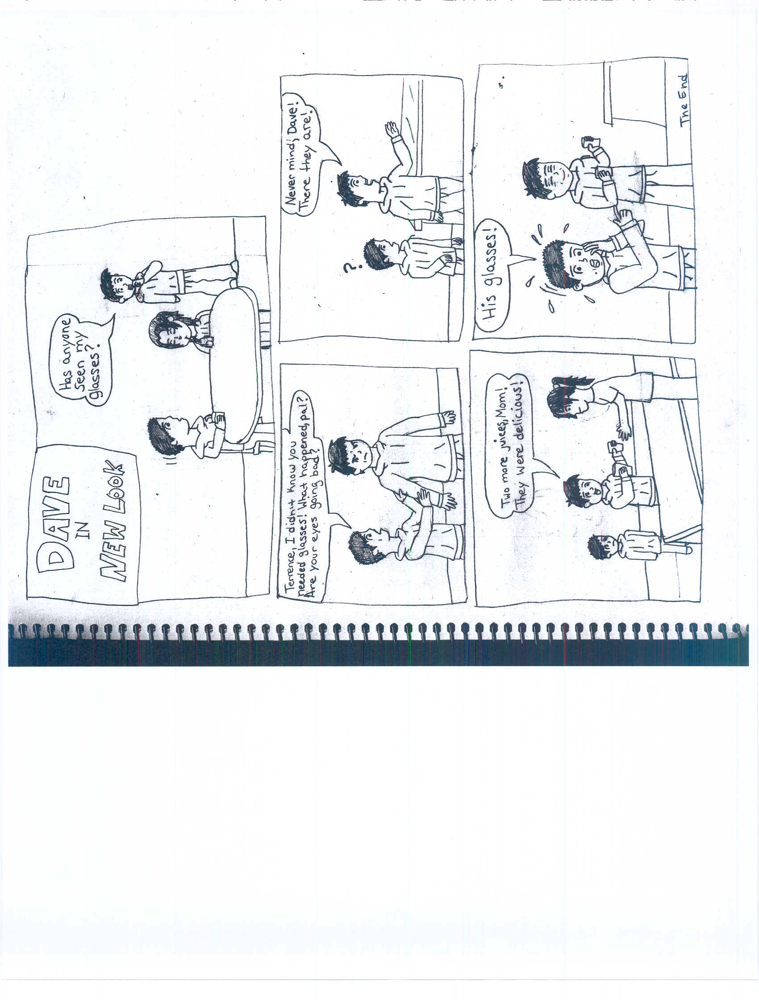 DAVE
IN
NEW LOOK
Has anyone
seen my
glasses?
Terrence, I didn't know you
needed glasses! What happened, pal?
Are your eyes going bad?
?
Never mind, Dave!
There they are!
Two more juices, Mom!
They were delicious!
His glasses!
The End